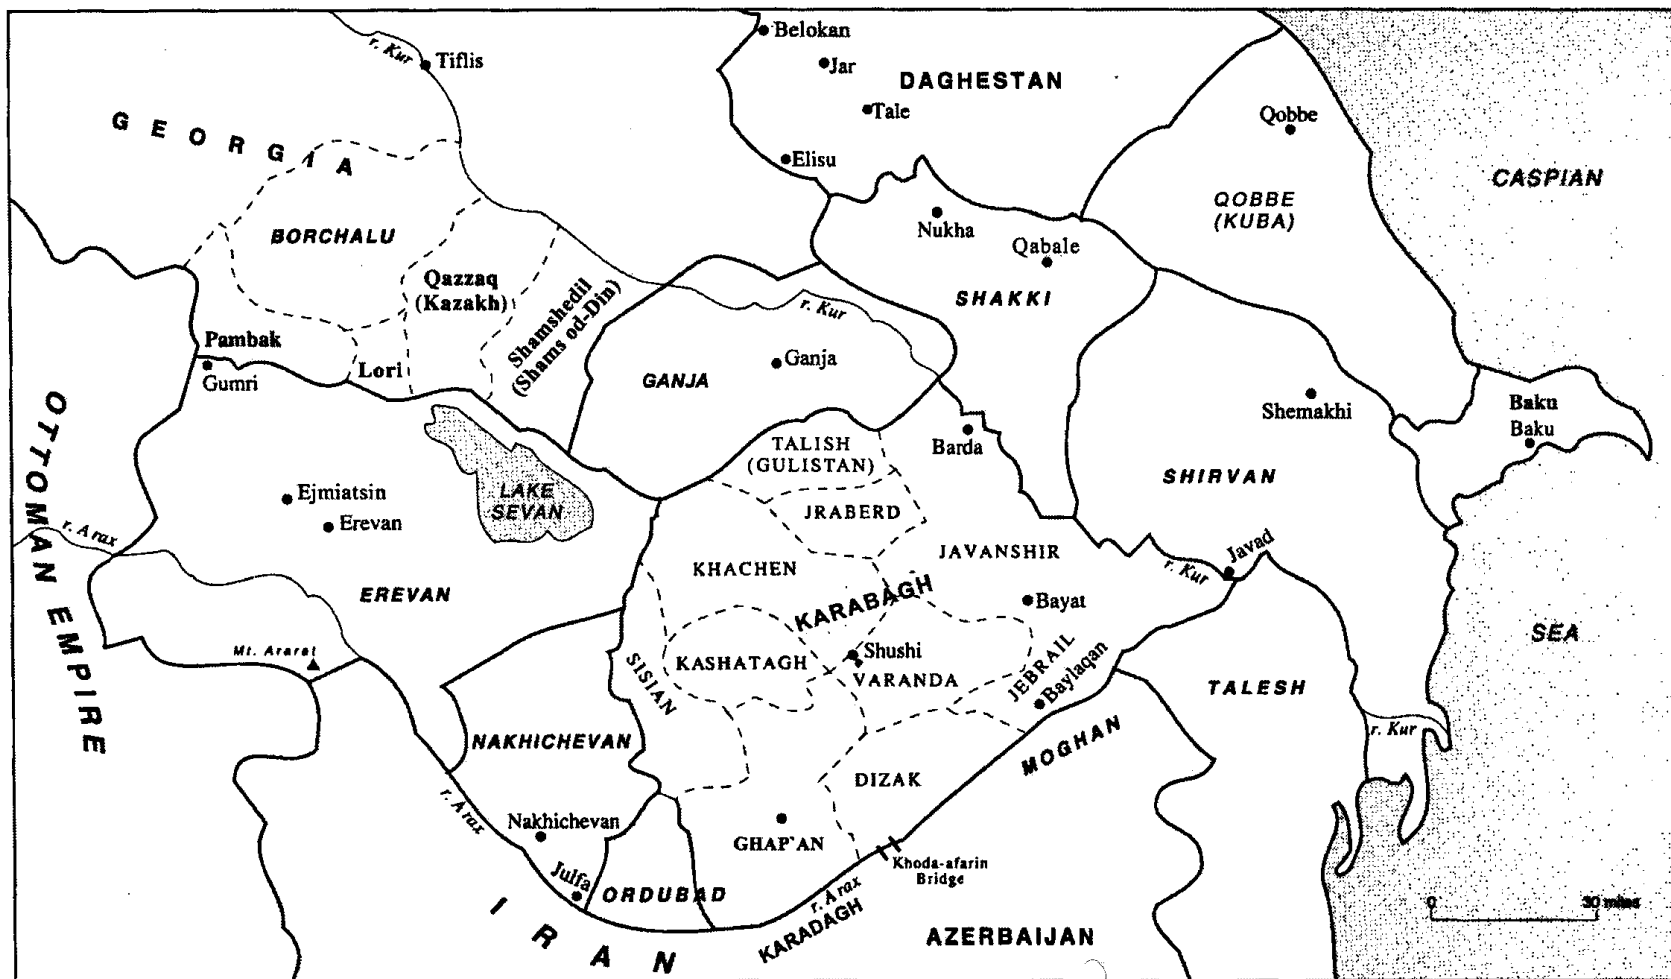 r. Kur
Tiflis
Belokan
Jar
DAGHESTAN
Tale
Qobbe
GEORGIA
Elisu
CASPIAN
QOBBE
(KUBA)
BORCHALU
Nukha
Qabale
Qazzaq
(Kazakh)
Shamshedil
(Shams od-Din)
SHAKKI
r. Kur
Pambak
Gumri
Lori
GANJA
Ganja
Shemakhi
Baku
Baku
OTTOMAN EMPIRE
TALISH
(GULISTAN)
Barda
LAKE
SEVAN
Ejmiatsin
Erevan
JRABERD
SHIRVAN
r. Arax
JAVANSHIR
Javad
r. Kur
KHACHEN
EREVAN
KARABAGH
Bayat
SEA
Mt. Ararat
SISIAN
KASHATAGH
Shushi
VARANDA
JEBRAIL
Baylaqan
TALESH
NAKHICHEVAN
MOGHAN
r. Kur
DIZAK
r. Arax
Nakhichevan
GHAP'AN
Khoda-afarin
Bridge
Julfa
ORDUBAD
r. Arax
KARADAGH
IRAN
AZERBAIJAN
0 30 miles